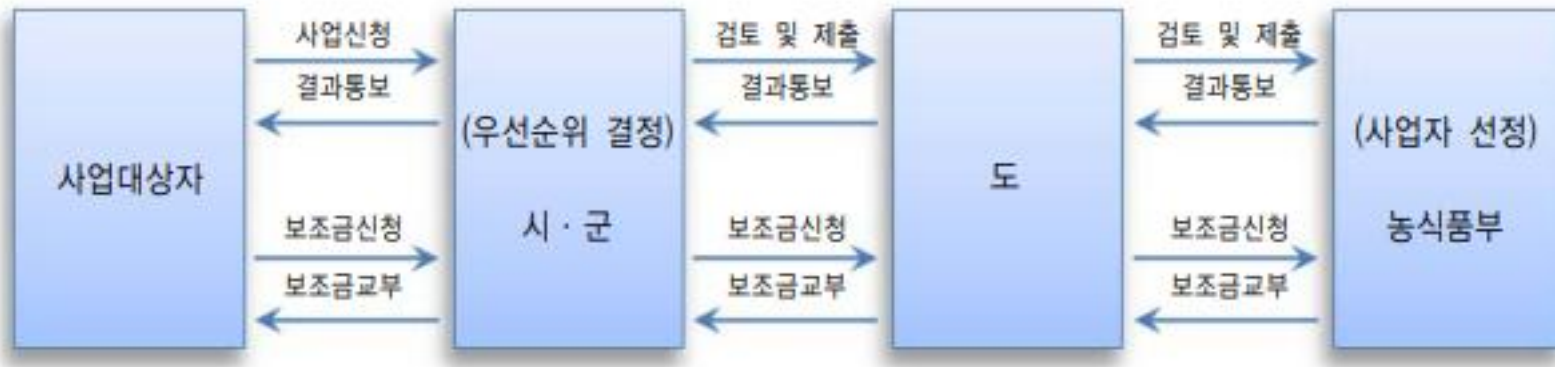 사업신청
검토 및 제출
검토 및 제출
결과통보
결과통보
결과통보
(우선순위 결정)
(사업자 선정)
사업대상자
도
시 · 군
농식품부
보조금신청
보조금신청
보조금신청
보조금교부
보조금교부
보조금교부